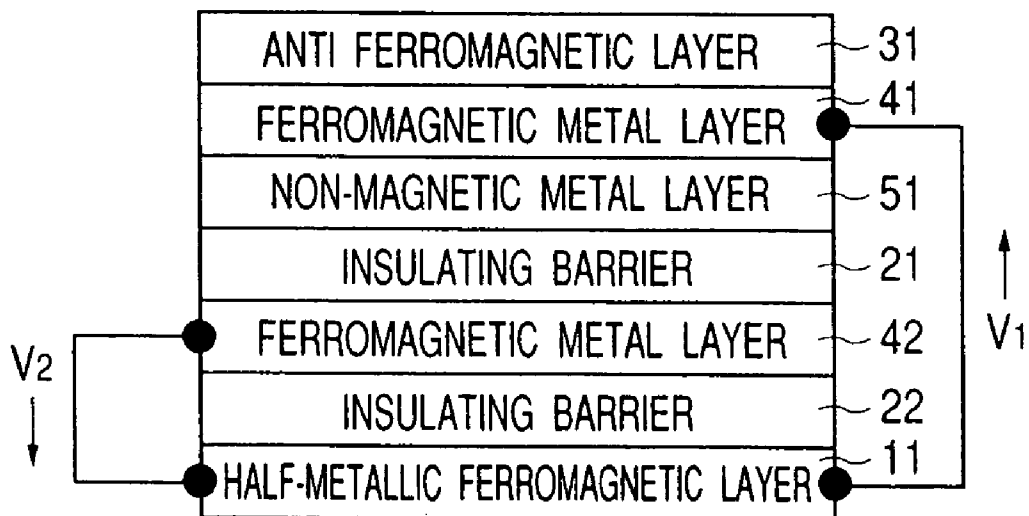 ANTI FERROMAGNETIC LAYER 31
FERROMAGNETIC METAL LAYER 41
NON-MAGNETIC METAL LAYER 51
INSULATING BARRIER 21
FERROMAGNETIC METAL LAYER 42
V1
V2
INSULATING BARRIER 22
HALF-METALLIC FERROMAGNETIC LAYER 11